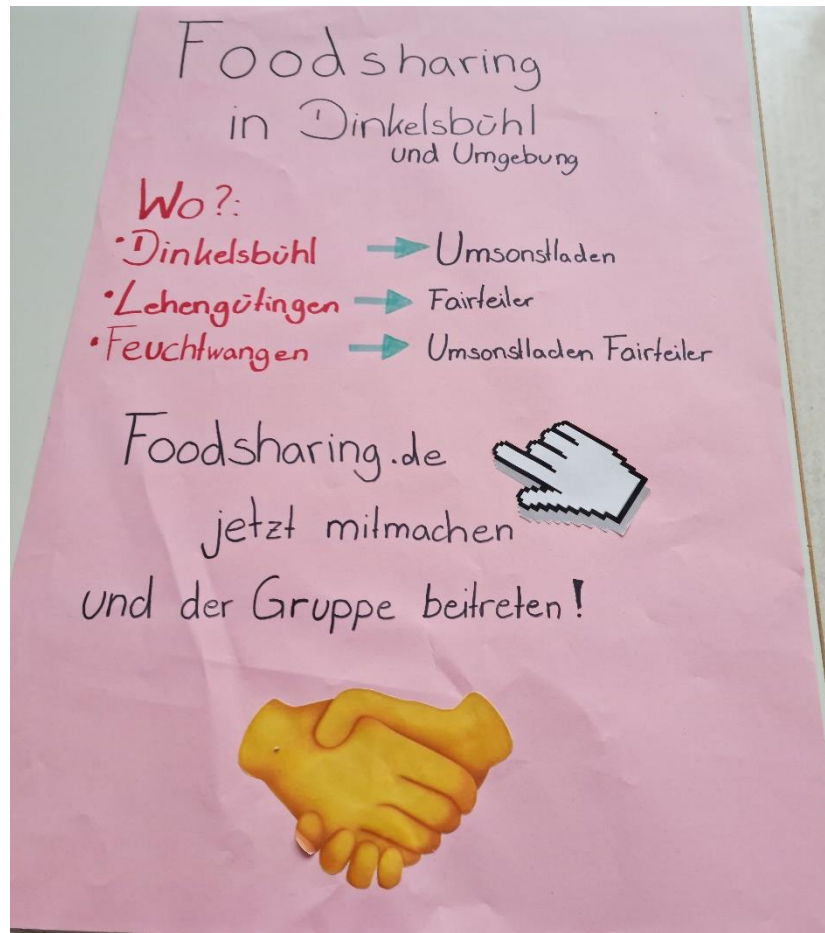 Foodsharing
in Dinkelsbühl
und Umgebung
Wo?:
• Dinkelsbühl → Umsonstladen
• Lehengütingen → Fairteiler
• Feuchtwangen → Umsonstladen Fairteiler
Foodsharing.de
jetzt mitmachen
und der Gruppe beitreten!